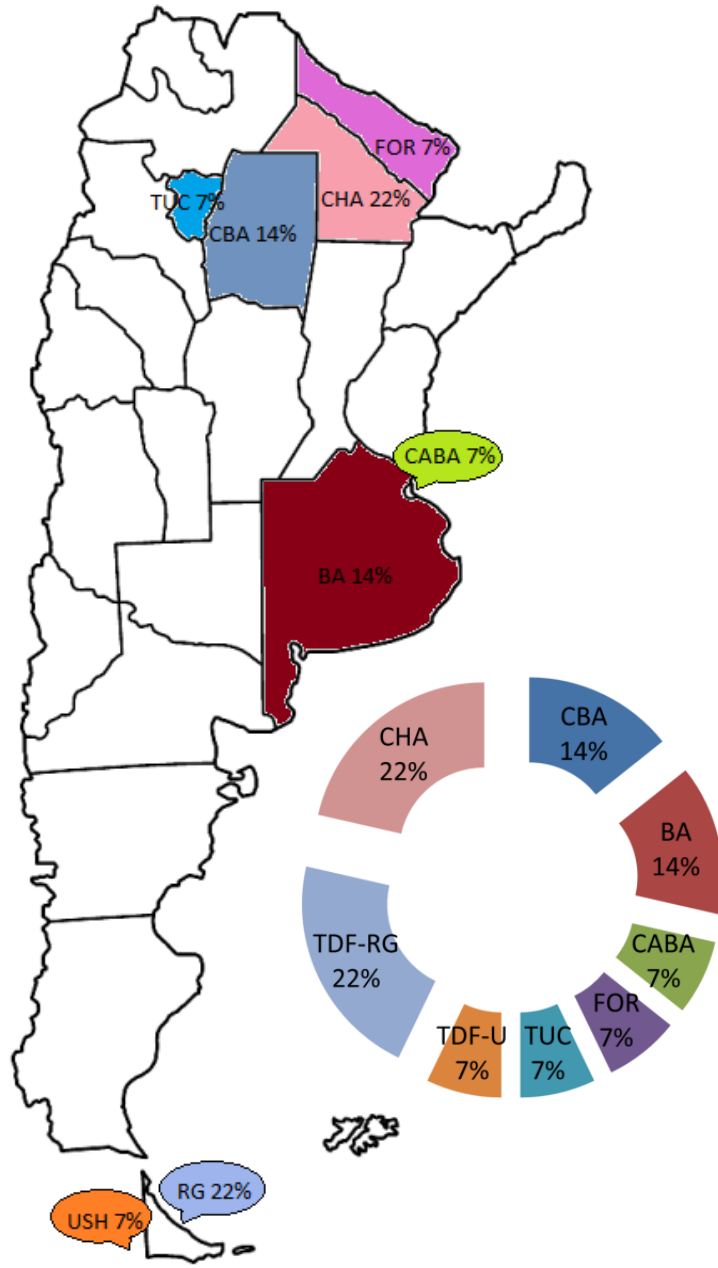 FOR 7%
CHA 22%
TUC 7%
CBA 14%
CABA 7%
BA 14%
CHA
22%
CBA
14%
BA
14%
TDF-RG
22%
CABA
7%
FOR
7%
TDF-U
7%
TUC
7%
RG 22%
USH 7%